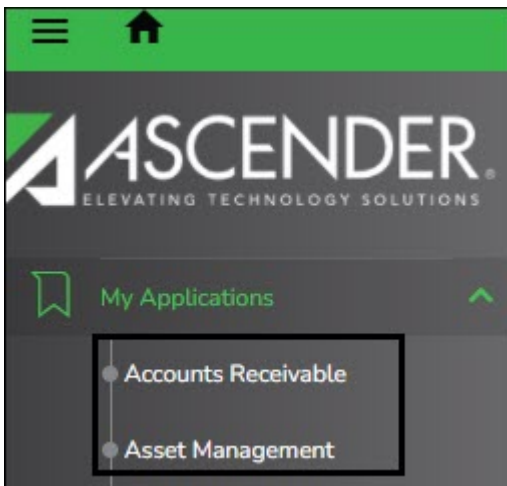 ASCENDER®
ELEVATING TECHNOLOGY SOLUTIONS
My Applications
Accounts Receivable
Asset Management